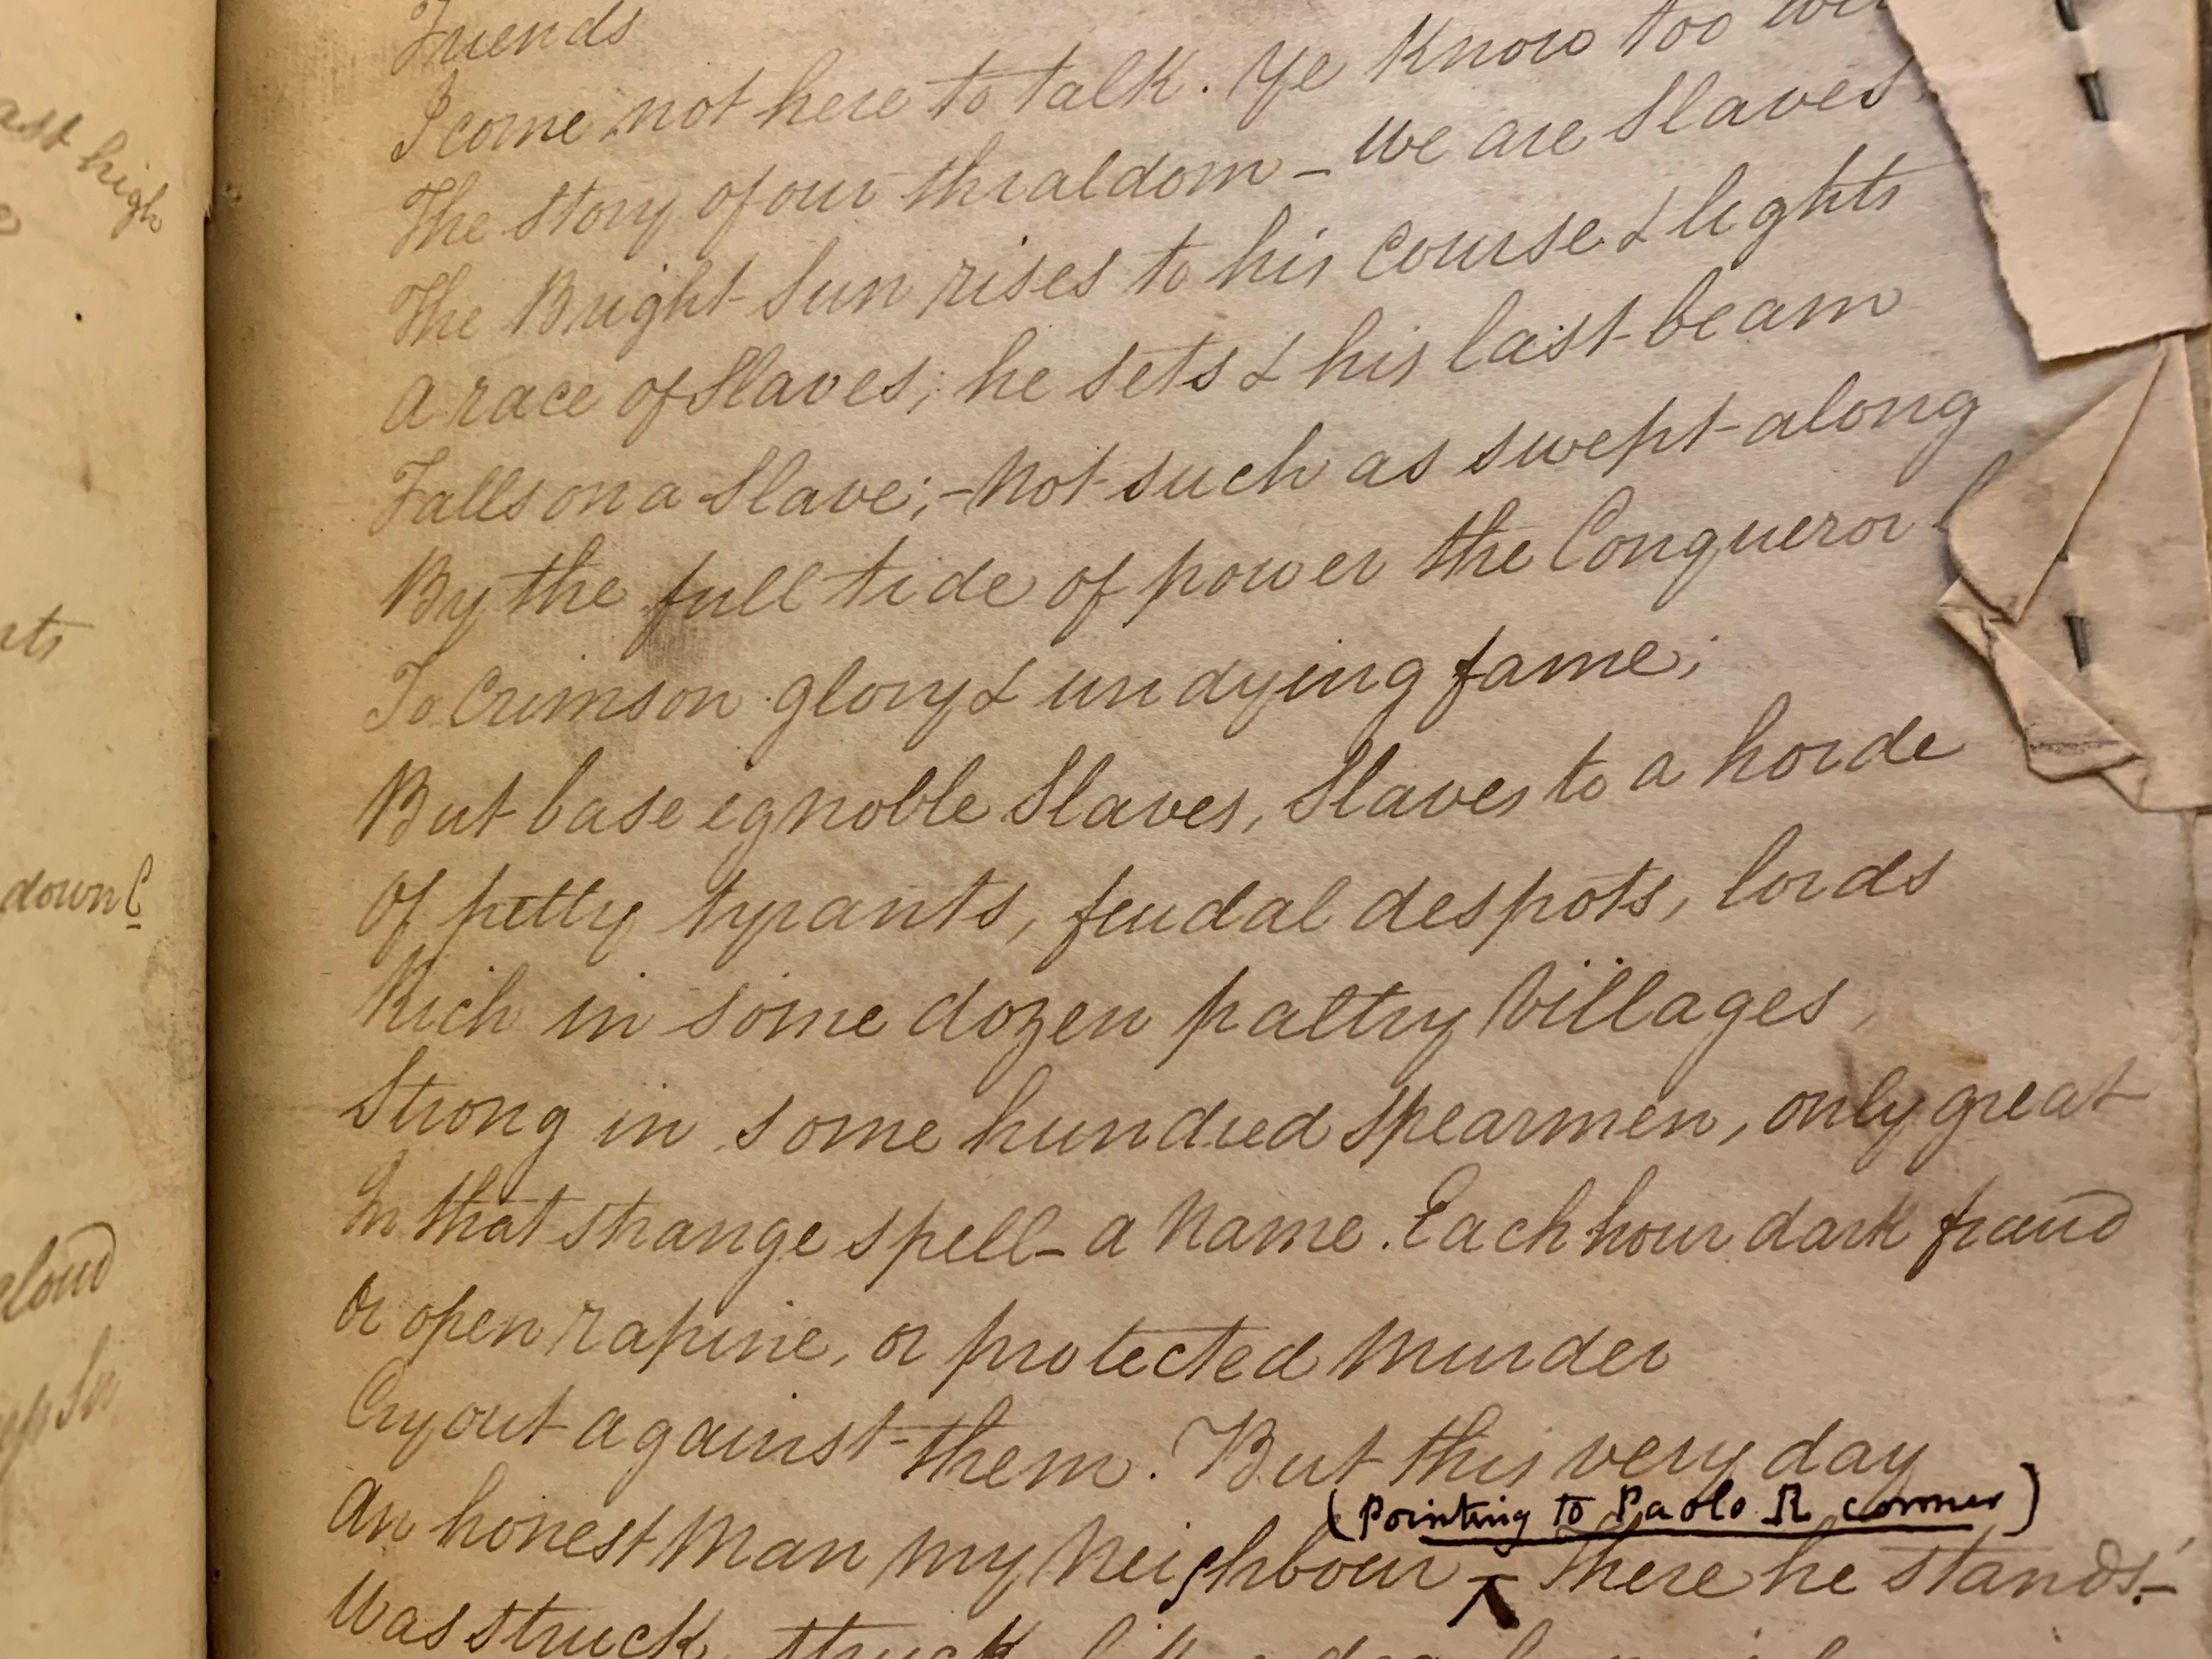 ast high
nts
down C
cloud
Friends
I come not here to talk. Ye Know too
The Story of our thraldom – We are Slaves
The Bright Sun rises to his Course & lights
A race of Slaves; he sets & his last beam
Falls on a Slave; – Not such as swept along
By the full tide of power the Conqueror l
To Crimson glory & undying fame;
But base ignoble Slaves, Slaves to a horde
Of petty tyrants, feudal despots, lords
Rich in some dozen paltry Villages,
Strong in some hundred spearmen, only great
In that strange spell – a Name. Each hour dark fraud
Or open rapine, or protected Murder
Cry out against them. But this very day
(Pointing to Paolo R corner)
An honest Man my Neighbour – There he stands! –
Was struck, struck like a dog